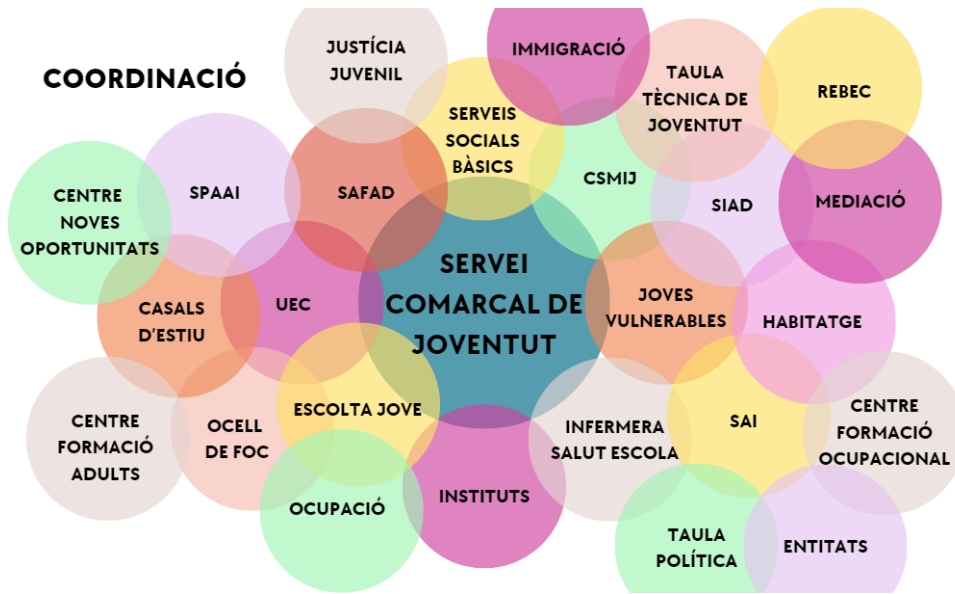 COORDINACIÓ
JUSTÍCIA
JUVENIL
IMMIGRACIÓ
TAULA
TÈCNICA DE
JOVENTUT
REBEC
SERVEIS
SOCIALS
BÀSICS
CENTRE
NOVES
OPORTUNITATS
SPAAI
SAFAD
CSMIJ
SIAD
MEDIACIÓ
SERVEI
COMARCAL DE
JOVENTUT
CASALS
D'ESTIU
UEC
JOVES
VULNERABLES
HABITATGE
CENTRE
FORMACIÓ
ADULTS
OCELL
DE FOC
ESCOLTA JOVE
INFERMERA
SALUT ESCOLA
SAI
CENTRE
FORMACIÓ
OCUPACIONAL
OCUPACIÓ
INSTITUTS
TAULA
POLÍTICA
ENTITATS